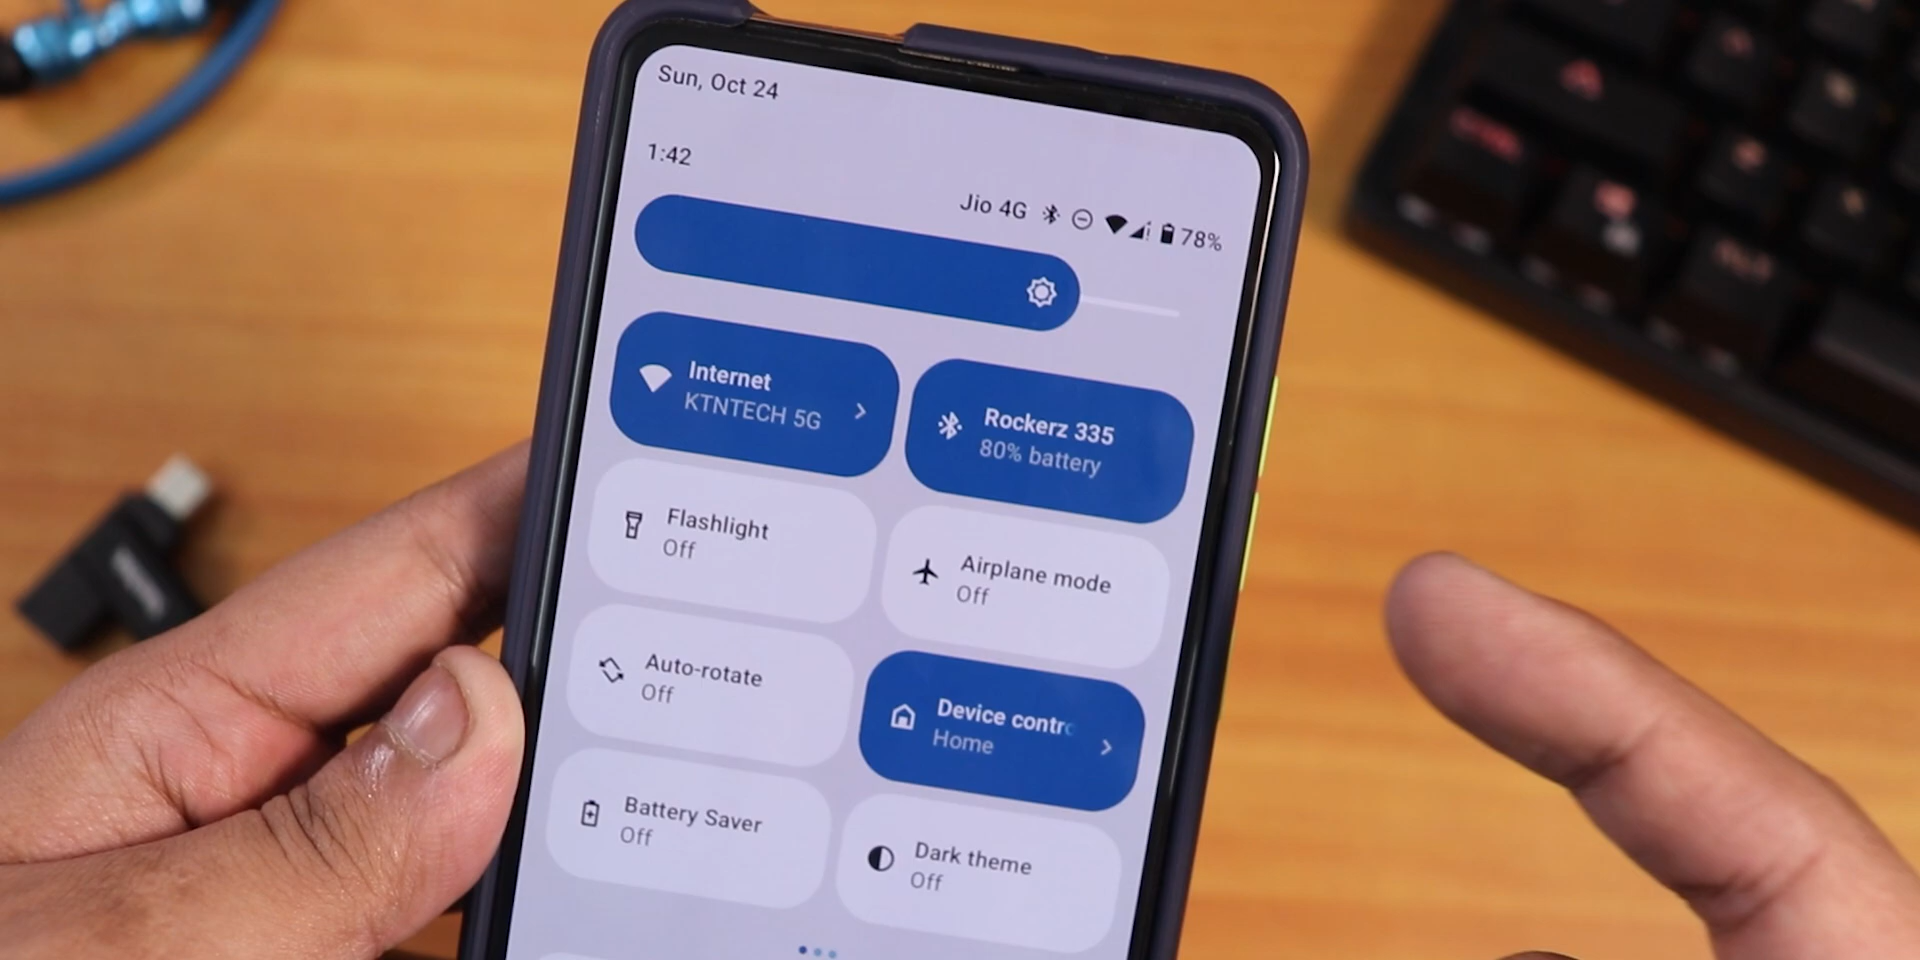 Sun, Oct 24
1:42
Jio 4G 78%
Internet
KTNTECH 5G
Rockerz 335
80% battery
Flashlight
Off
Airplane mode
Off
Auto-rotate
Off
Device contro
Home
Battery Saver
Off
Dark theme
Off